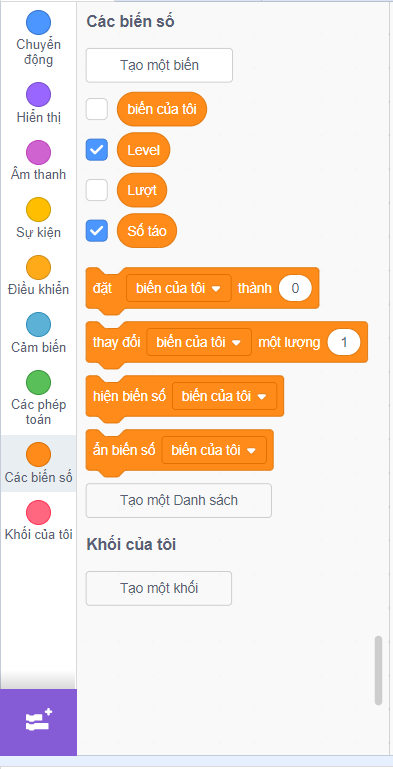 Chuyển
động
Hiển thị
Âm thanh
Sự kiện
Điều khiển
Cảm biến
Các phép
toán
Các biến số
Khối của tôi
Các biến số
Tạo một biến
biến của tôi
Level
Lượt
Số táo
đặt biến của tôi thành 0
thay đổi biến của tôi một lượng 1
hiện biến số biến của tôi
ẩn biến số biến của tôi
Tạo một Danh sách
Khối của tôi
Tạo một khối